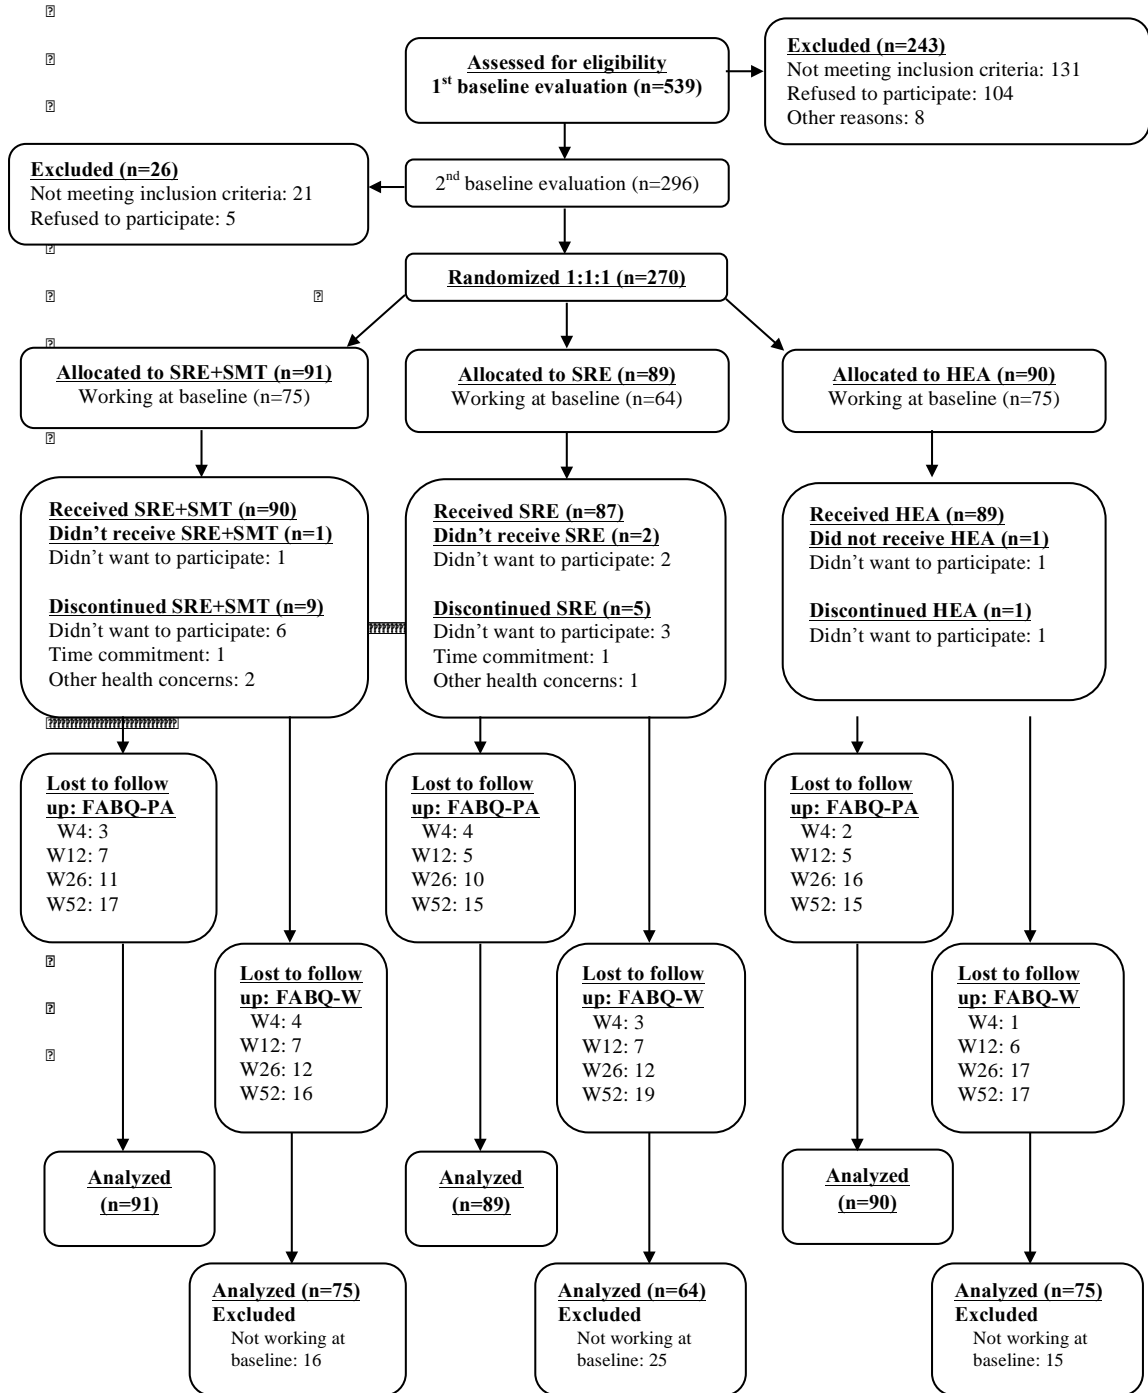 Assessed for eligibility
1st baseline evaluation (n=539)
Excluded (n=243)
Not meeting inclusion criteria: 131
Refused to participate: 104
Other reasons: 8
Excluded (n=26)
Not meeting inclusion criteria: 21
Refused to participate: 5
2nd baseline evaluation (n=296)
Randomized 1:1:1 (n=270)
Allocated to SRE+SMT (n=91)
Working at baseline (n=75)
Allocated to SRE (n=89)
Working at baseline (n=64)
Allocated to HEA (n=90)
Working at baseline (n=75)
Received SRE+SMT (n=90)
Didn’t receive SRE+SMT (n=1)
Didn’t want to participate: 1
Discontinued SRE+SMT (n=9)
Didn’t want to participate: 6
Time commitment: 1
Other health concerns: 2
Received SRE (n=87)
Didn’t receive SRE (n=2)
Didn’t want to participate: 2
Discontinued SRE (n=5)
Didn’t want to participate: 3
Time commitment: 1
Other health concerns: 1
Received HEA (n=89)
Did not receive HEA (n=1)
Didn’t want to participate: 1
Discontinued HEA (n=1)
Didn’t want to participate: 1
Lost to follow
up: FABQ-PA
W4: 3
W12: 7
W26: 11
W52: 17
Lost to follow
up: FABQ-PA
W4: 4
W12: 5
W26: 10
W52: 15
Lost to follow
up: FABQ-PA
W4: 2
W12: 5
W26: 16
W52: 15
Lost to follow
up: FABQ-W
W4: 4
W12: 7
W26: 12
W52: 16
Lost to follow
up: FABQ-W
W4: 3
W12: 7
W26: 12
W52: 19
Lost to follow
up: FABQ-W
W4: 1
W12: 6
W26: 17
W52: 17
Analyzed
(n=91)
Analyzed
(n=89)
Analyzed
(n=90)
Analyzed (n=75)
Excluded
Not working at
baseline: 16
Analyzed (n=64)
Excluded
Not working at
baseline: 25
Analyzed (n=75)
Excluded
Not working at
baseline: 15